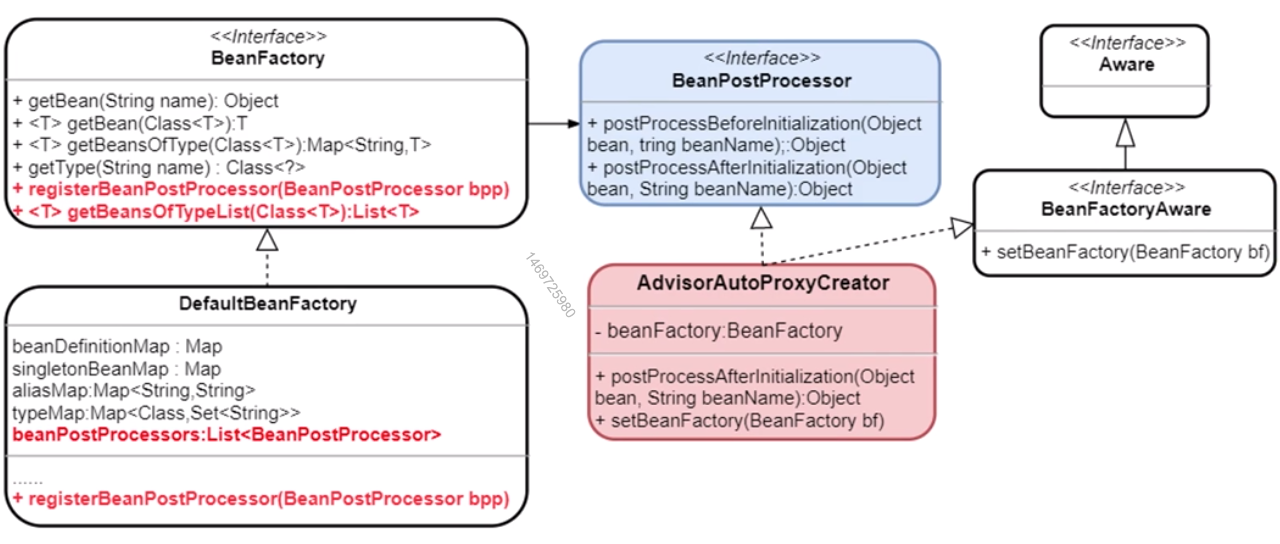 <<Interface>>
BeanFactory
+ getBean(String name): Object
+ <T> getBean(Class<T>):T
+ <T> getBeansOfType(Class<T>):Map<String,T>
+ getType(String name) : Class<?>
+ registerBeanPostProcessor(BeanPostProcessor bpp)
+ <T> getBeansOfTypeList(Class<T>):List<T>
<<Interface>>
BeanPostProcessor
+ postProcessBeforeInitialization(Object
bean, tring beanName);:Object
+ postProcessAfterInitialization(Object
bean, String beanName):Object
<<Interface>>
Aware
<<Interface>>
BeanFactoryAware
+ setBeanFactory(BeanFactory bf)
DefaultBeanFactory
beanDefinitionMap : Map
singletonBeanMap : Map
aliasMap:Map<String,String>
typeMap:Map<Class,Set<String>>
beanPostProcessors:List<BeanPostProcessor>
......
+ registerBeanPostProcessor(BeanPostProcessor bpp)
1469725980
AdvisorAutoProxyCreator
- beanFactory:BeanFactory
+ postProcessAfterInitialization(Object
bean, String beanName):Object
+ setBeanFactory(BeanFactory bf)